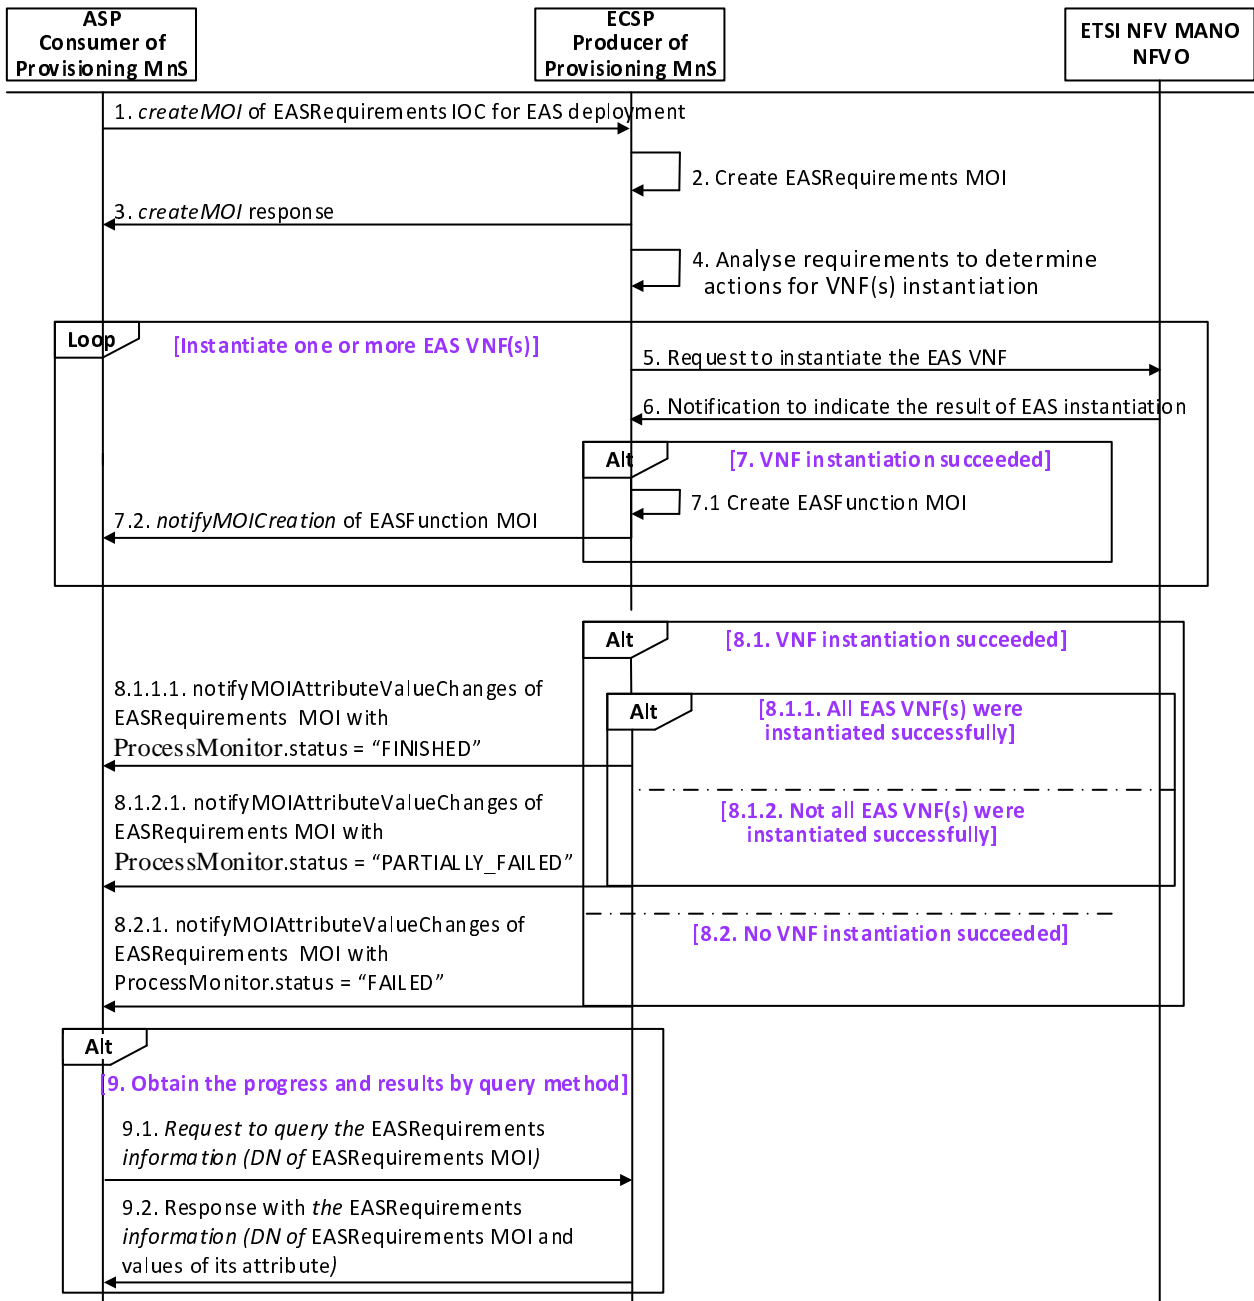 ASP
Consumer of
Provisioning MnS
ECSP
Producer of
Provisioning MnS
ETSI NFV MANO
NFVO
1. createMOI of EASRequirements IOC for EAS deployment
2. Create EASRequirements MOI
3. createMOI response
4. Analyse requirements to determine
actions for VNF(s) instantiation
Loop
[Instantiate one or more EAS VNF(s)]
5. Request to instantiate the EAS VNF
6. Notification to indicate the result of EAS instantiation
Alt
[7. VNF instantiation succeeded]
7.1 Create EASFunction MOI
7.2. notifyMOICreation of EASFunction MOI
Alt
[8.1. VNF instantiation succeeded]
8.1.1.1. notifyMOIAttributeValueChanges of
EASRequirements MOI with
ProcessMonitor.status = “FINISHED”
Alt
[8.1.1. All EAS VNF(s) were
instantiated successfully]
8.1.2.1. notifyMOIAttributeValueChanges of
EASRequirements MOI with
ProcessMonitor.status = “PARTIALLY_FAILED”
[8.1.2. Not all EAS VNF(s) were
instantiated successfully]
8.2.1. notifyMOIAttributeValueChanges of
EASRequirements MOI with
ProcessMonitor.status = “FAILED”
[8.2. No VNF instantiation succeeded]
Alt
[9. Obtain the progress and results by query method]
9.1. Request to query the EASRequirements
information (DN of EASRequirements MOI)
9.2. Response with the EASRequirements
information (DN of EASRequirements MOI and
values of its attribute)